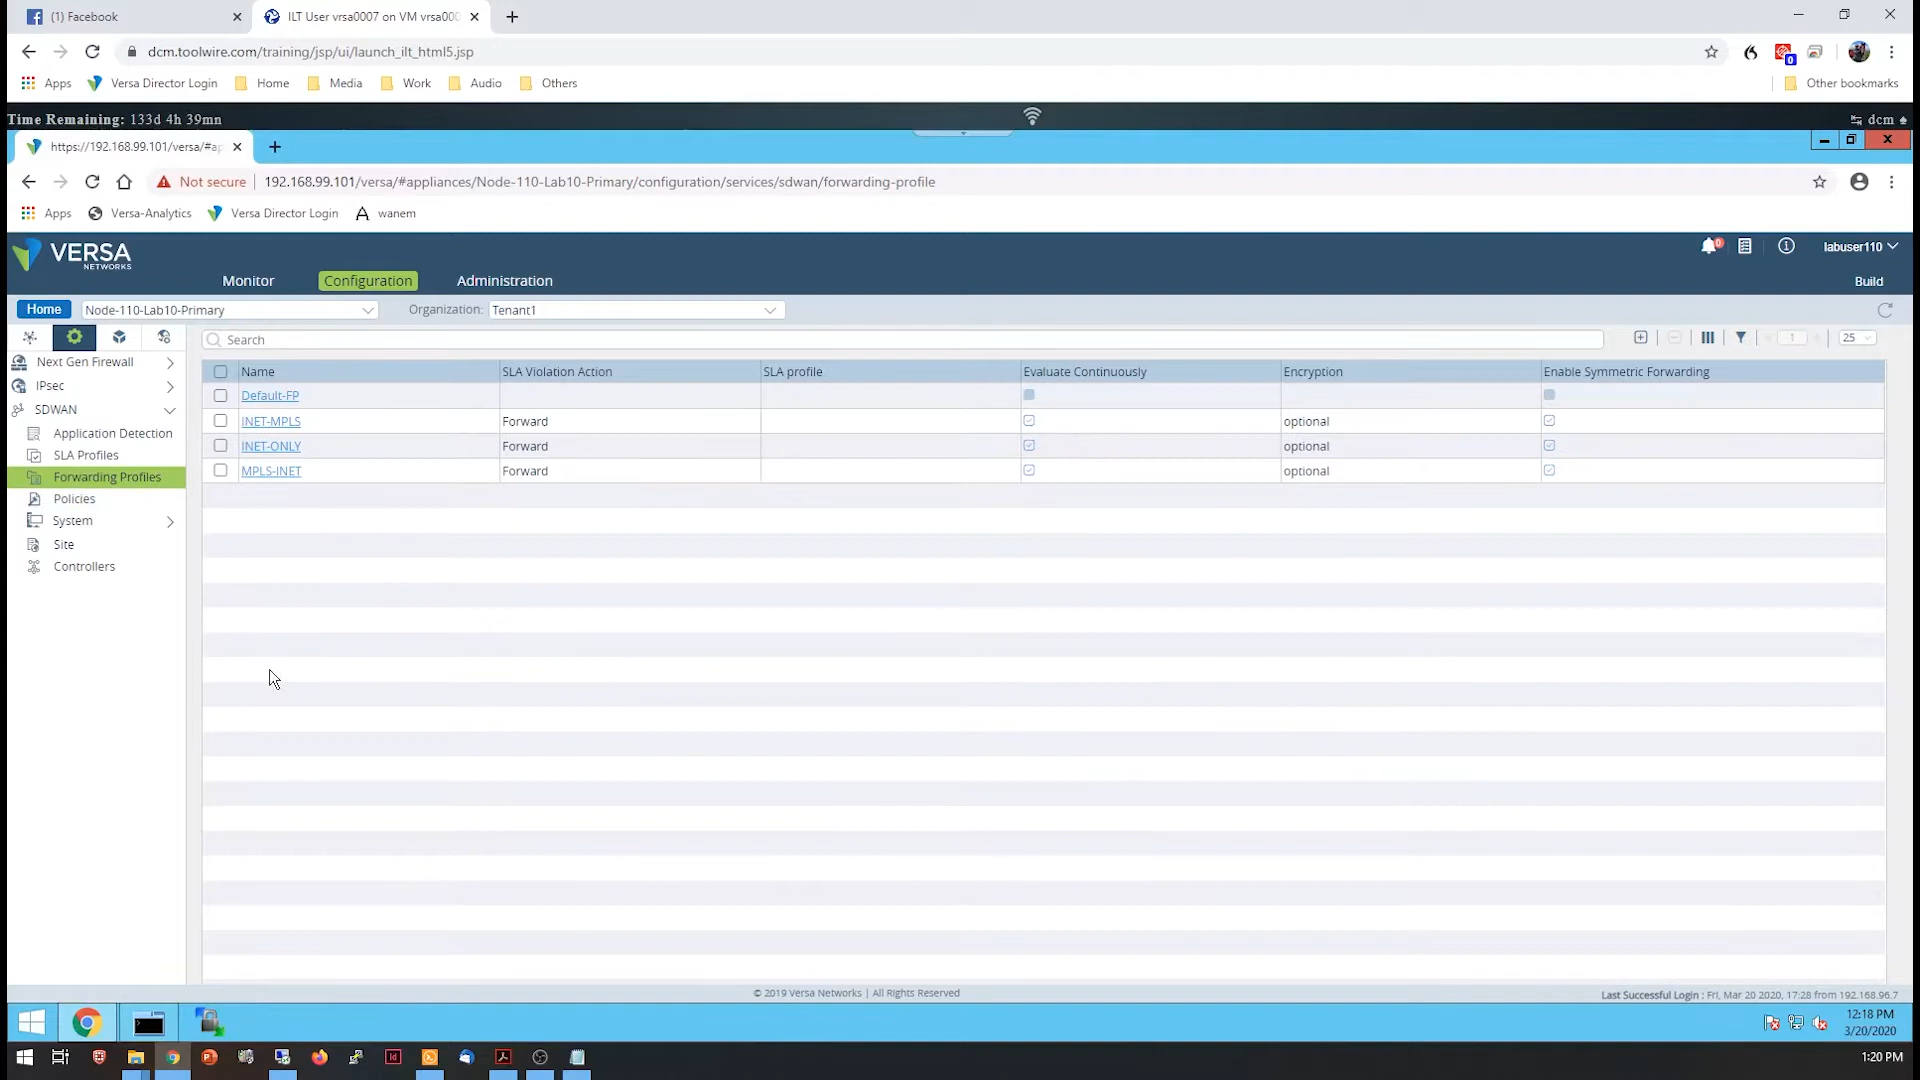 (1) Facebook
ILT User vrsa0007 on VM vrsa000
dcm.toolwire.com/training/jsp/ui/launch_ilt_html5.jsp
0
Apps
Versa Director Login
Home
Media
Work
Audio
Others
Other bookmarks
Time Remaining: 133d 4h 39mn
dcm
https://192.168.99.101/versa/#ap
Not secure
192.168.99.101/versa/#appliances/Node-110-Lab10-Primary/configuration/services/sdwan/forwarding-profile
Apps
Versa-Analytics
Versa Director Login
wanem
VERSA
NETWORKS
0
labuser110
Monitor
Configuration
Administration
Build
Home
Node-110-Lab10-Primary
Organization:
Tenant1
Search
1
25
Next Gen Firewall
IPsec
SDWAN
Application Detection
SLA Profiles
Forwarding Profiles
Policies
System
Site
Controllers
Name SLA Violation Action SLA profile Evaluate Continuously Encryption Enable Symmetric Forwarding
Default-FP
INET-MPLS Forward optional
INET-ONLY Forward optional
MPLS-INET Forward optional
© 2019 Versa Networks | All Rights Reserved
Last Successful Login : Fri, Mar 20 2020, 17:28 from 192.168.96.7
12:18 PM
3/20/2020
1:20 PM